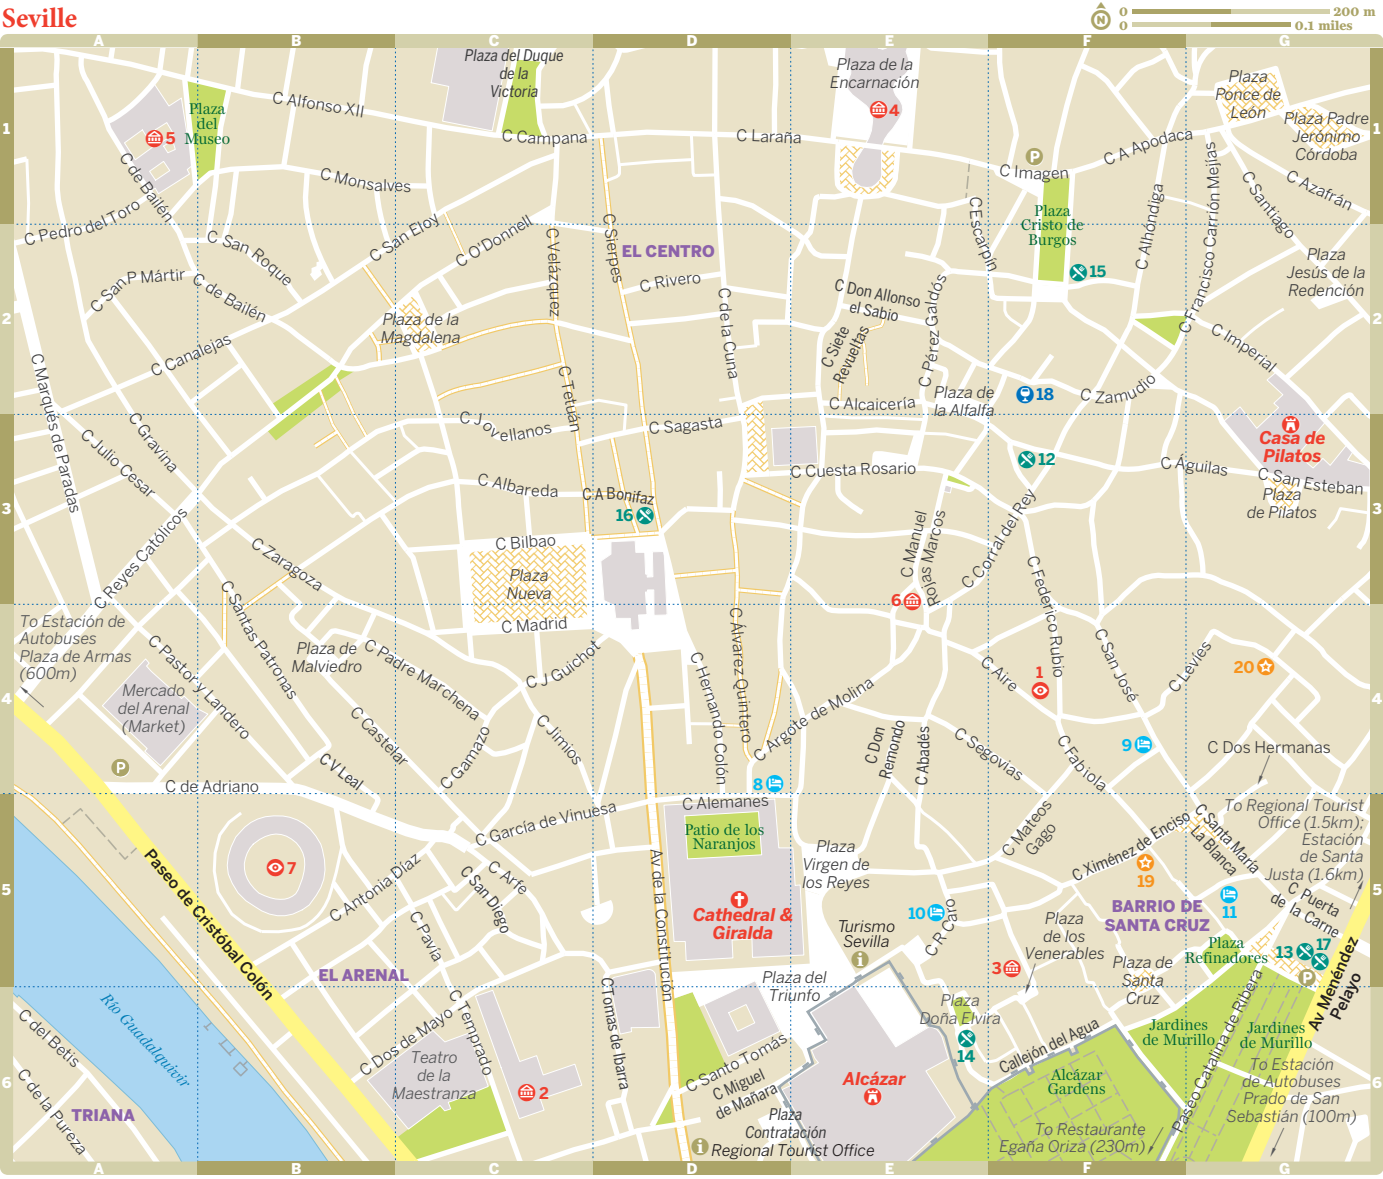 Seville
0 200 m
0 0.1 miles
N
A B C D E F G
1
Plaza del Duque
de la
Victoria
Plaza de la
Encarnación
4
Plaza
Ponce de
León
Plaza Padre
Jerónimo
Córdoba
1
5
Plaza
del
Museo
C Alfonso XII
C Campana
C Laraña
P
C Imagen
C A Apodaca
C de Bailén
C Monsalves
C Azafrán
C Santiago
C Pedro del Toro
C San Eloy
C O'Donnell
C Velázquez
C Sierpes
EL CENTRO
C Escarpín
Plaza
Cristo de
Burgos
C Alhóndiga
C Francisco Carrión Mejas
15
Plaza
Jesús de la
Redención
2
C San Roque
C San P Mártir
C de Bailén
C Rivero
C de la Cuna
C Don Allonso
el Sabio
C Siete
Revueltas
C Pérez Galdós
2
Plaza de la
Magdalena
C Canalejas
C Imperial
C Marqués de Paradas
C Tetuán
C Alcaicería
Plaza de
la Alfalfa
18
C Zamudio
C Gravina
C Julio Cesar
C Jovellanos
C Sagasta
Casa de
Pilatos
12
C Cuesta Rosario
C Águilas
C San Esteban
Plaza
de Pilatos
3
C Albareda
C A Bonifaz
16
3
C Reyes Católicos
C Zaragoza
C Bilbao
Plaza
Nueva
C Manuel
Rojas Marcos
C Corral del Rey
C Federico Rubio
6
C Santas Patronas
C Madrid
To Estación de
Autobuses
Plaza de Armas
(600m)
C Pastor y Landero
Plaza de
Malviedro
C Padre Marchena
C J Guichot
C Hernando Colón
C Álvarez Quintero
C Argote de Molina
C Aire
1
C San José
C Levíes
20
4
Mercado
del Arenal
(Market)
C Castelar
C Gamazo
C Jimios
C Don
Remondo
C Abades
C Segovias
C Fabiola
9
C Dos Hermanas
4
P
C de Adriano
C V Leal
8
C Alemanes
C García de Vinuesa
Patio de los
Naranjos
Plaza
Virgen de
los Reyes
C Mateos
Gago
C Ximénez de Enciso
C Santa María
La Blanca
To Regional Tourist
Office (1.5km);
Estación
de Santa
Justa (1.6km)
5
Paseo de Cristóbal Colón
7
C Antonia Díaz
C Arfe
C San Diego
Av de la Constitución
Cathedral &
Giralda
19
11
C Puerta
de la Carne
5
C Pavía
10
C R Caro
Turismo
Sevilla
i
BARRIO DE
SANTA CRUZ
Plaza
de los
Venerables
Plaza
Refinadores
13
17
P
EL ARENAL
3
Plaza de
Santa
Cruz
Av Menéndez
Pelayo
Río Guadalquivir
C Tomas de Ibarra
Plaza del
Triunfo
Plaza
Doña Elvira
14
Callejón del Agua
Jardines
de Murillo
Paseo Catalina de Ribera
Jardines
de Murillo
C del Betis
C Dos de Mayo
C Temprado
Teatro
de la
Maestranza
2
C Santo Tomás
C Miguel
de Mañara
Alcázar
Alcázar
Gardens
To Estación
de Autobuses
Prado de San
Sebastián (100m)
6
6
C de la Pureza
TRIANA
Plaza
Contratación
i Regional Tourist Office
To Restaurante
Egaña Oriza (230m)
A B C D E F G